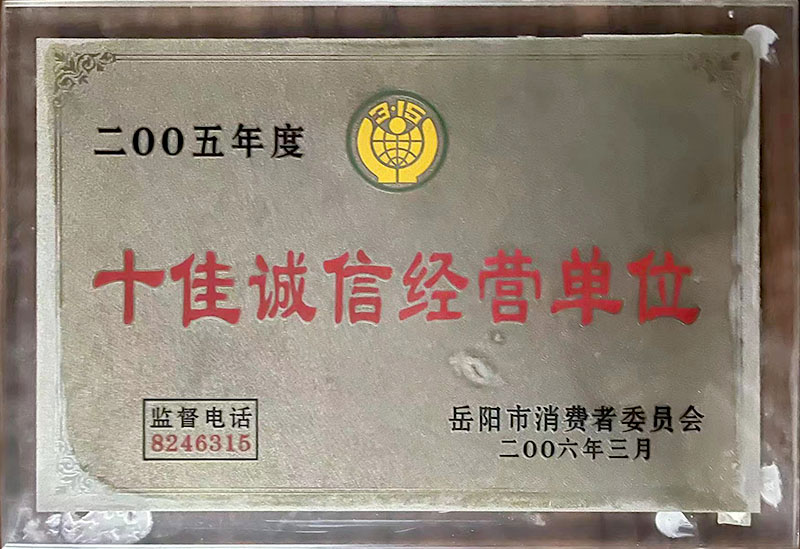 3·15
二OO五年度
十佳诚信经营单位
监督电话
8246315
岳阳市消费者委员会
二OO六年三月